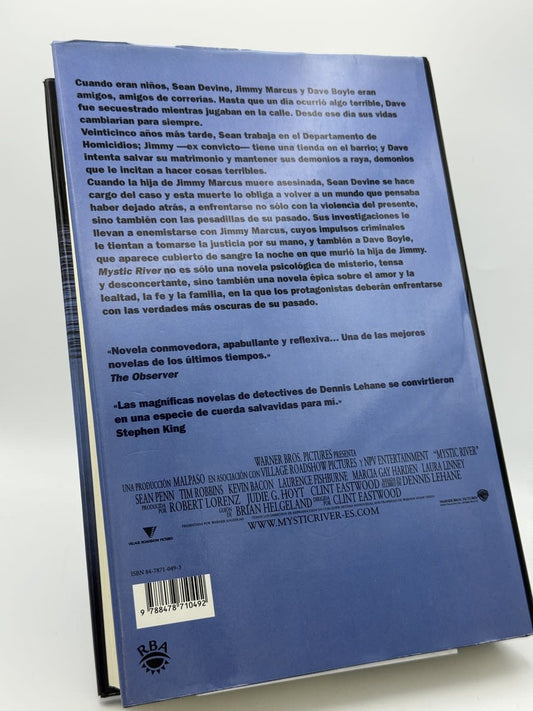 Cuando eran niños, Sean Devine, Jimmy Marcus y Dave Boyle eran
amigos, amigos de correrías. Hasta que un día ocurrió algo terrible, Dave
fue secuestrado mientras jugaban en la calle. Desde ese día sus vidas
cambiarían para siempre.
Veinticinco años más tarde, Sean trabaja en el Departamento de
Homicidios; Jimmy —ex convicto— tiene una tienda en el barrio; y Dave
intenta salvar su matrimonio y mantener sus demonios a raya, demonios
que le incitan a hacer cosas terribles.
Cuando la hija de Jimmy Marcus muere asesinada, Sean Devine se hace
cargo del caso y esta muerte lo obliga a volver a un mundo que pensaba
haber dejado atrás, a enfrentarse no sólo con la violencia del presente,
sino también con las pesadillas de su pasado. Sus investigaciones le
llevan a enemistarse con Jimmy Marcus, cuyos impulsos criminales
le tientan a tomarse la justicia por su mano, y también a Dave Boyle,
que aparece cubierto de sangre la noche en que murió la hija de Jimmy.
Mystic River no es sólo una novela psicológica de misterio, tensa
y desconcertante, sino también una novela épica sobre el amor y la
lealtad, la fe y la familia, en la que los protagonistas deberán enfrentarse
con las verdades más oscuras de su pasado.
«Novela conmovedora, apabullante y reflexiva... Una de las mejores
novelas de los últimos tiempos.»
The Observer
«Las magníficas novelas de detectives de Dennis Lehane se convirtieron
en una especie de cuerda salvavidas para mí.»
Stephen King
WARNER BROS. PICTURES PRESENTA
UNA PRODUCCIÓN MALPASO EN ASOCIACIÓN CON VILLAGE ROADSHOW PICTURES Y NPV ENTERTAINMENT "MYSTIC RIVER"
SEAN PENN TIM ROBBINS KEVIN BACON LAURENCE FISHBURNE MARCIA GAY HARDEN LAURA LINNEY
PRODUCIDA POR ROBERT LORENZ JUDIE G. HOYT CLINT EASTWOOD DENNIS LEHANE
GUIÓN DE BRIAN HELGELAND DIRIGIDA POR CLINT EASTWOOD
WWW.MYSTICRIVER-ES.COM
VILLAGE ROADSHOW PICTURES
ISBN 84-7871-049-3
9 788478 710492
RBA